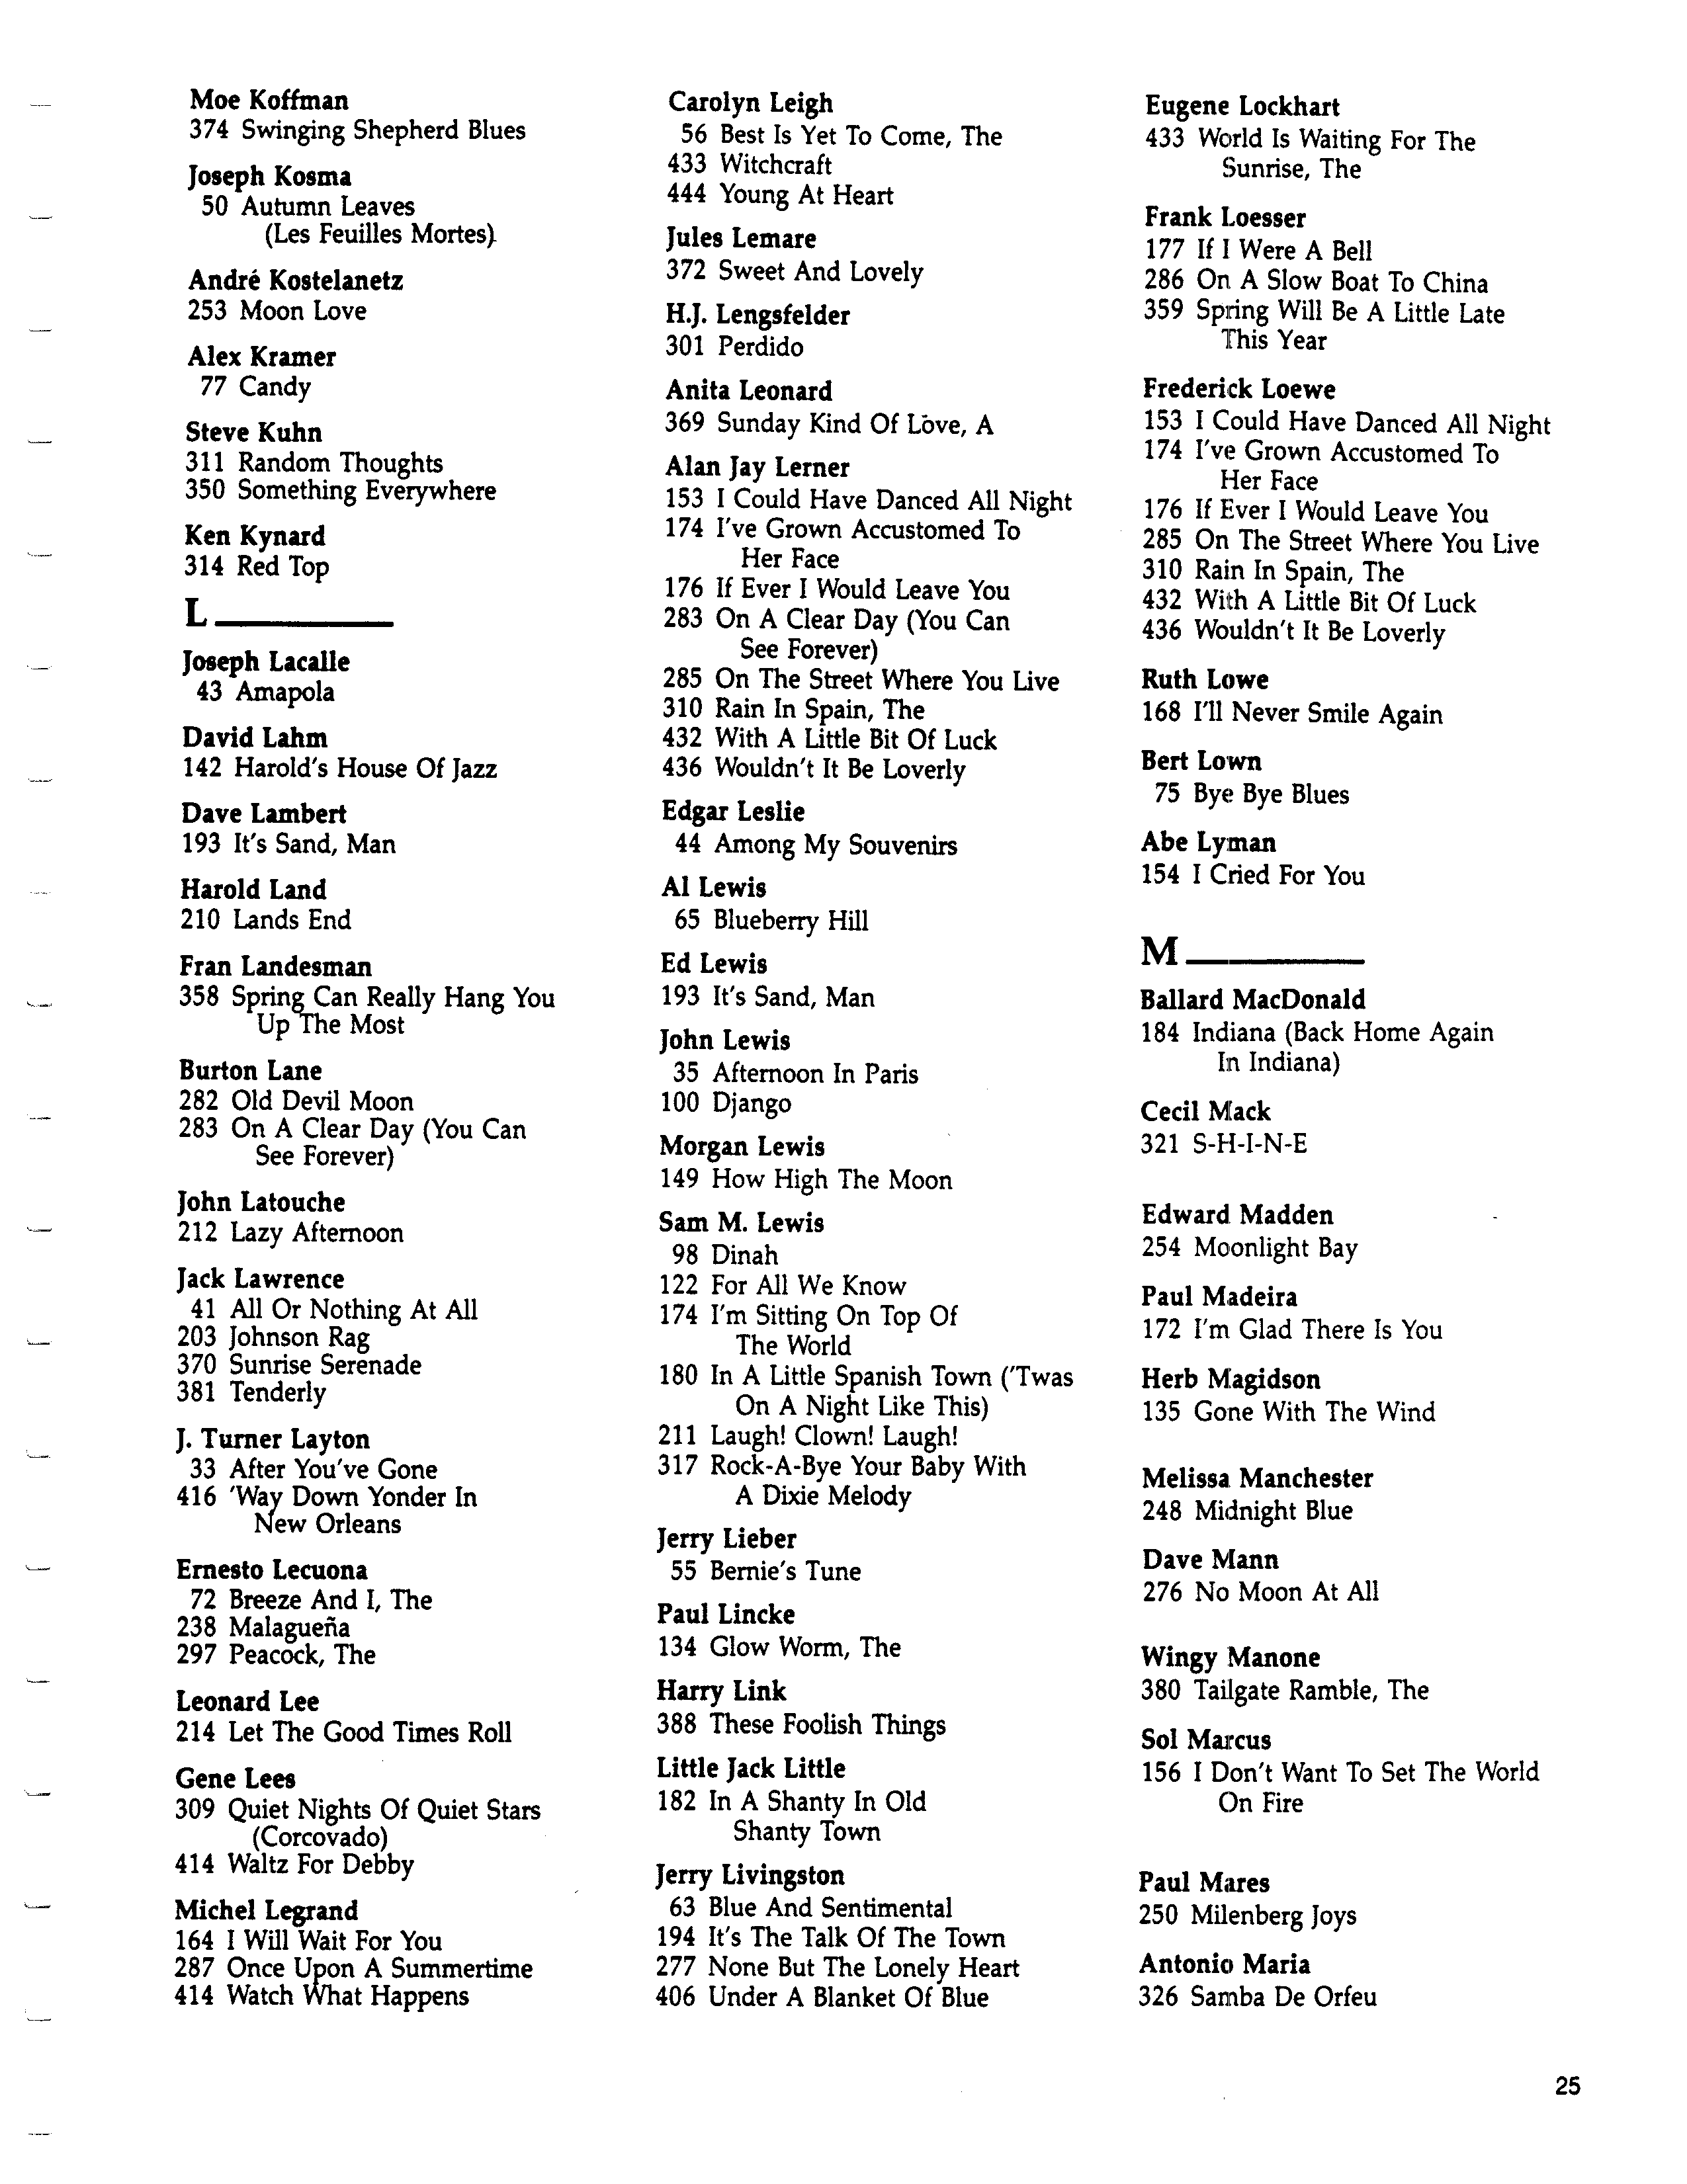 Moe Koffman
374 Swinging Shepherd Blues
Joseph Kosma
50 Autumn Leaves
(Les Feuilles Mortes)
André Kostelanetz
253 Moon Love
Alex Kramer
77 Candy
Steve Kuhn
311 Random Thoughts
350 Something Everywhere
Ken Kynard
314 Red Top
L
Joseph Lacalle
43 Amapola
David Lahm
142 Harold's House Of Jazz
Dave Lambert
193 It's Sand, Man
Harold Land
210 Lands End
Fran Landesman
358 Spring Can Really Hang You
Up The Most
Burton Lane
282 Old Devil Moon
283 On A Clear Day (You Can
See Forever)
John Latouche
212 Lazy Afternoon
Jack Lawrence
41 All Or Nothing At All
203 Johnson Rag
370 Sunrise Serenade
381 Tenderly
J. Turner Layton
33 After You've Gone
416 'Way Down Yonder In
New Orleans
Ernesto Lecuona
72 Breeze And I, The
238 Malagueña
297 Peacock, The
Leonard Lee
214 Let The Good Times Roll
Gene Lees
309 Quiet Nights Of Quiet Stars
(Corcovado)
414 Waltz For Debby
Michel Legrand
164 I Will Wait For You
287 Once Upon A Summertime
414 Watch What Happens
Carolyn Leigh
56 Best Is Yet To Come, The
433 Witchcraft
444 Young At Heart
Jules Lemare
372 Sweet And Lovely
H.J. Lengsfelder
301 Perdido
Anita Leonard
369 Sunday Kind Of Love, A
Alan Jay Lerner
153 I Could Have Danced All Night
174 I've Grown Accustomed To
Her Face
176 If Ever I Would Leave You
283 On A Clear Day (You Can
See Forever)
285 On The Street Where You Live
310 Rain In Spain, The
432 With A Little Bit Of Luck
436 Wouldn't It Be Loverly
Edgar Leslie
44 Among My Souvenirs
Al Lewis
65 Blueberry Hill
Ed Lewis
193 It's Sand, Man
John Lewis
35 Afternoon In Paris
100 Django
Morgan Lewis
149 How High The Moon
Sam M. Lewis
98 Dinah
122 For All We Know
174 I'm Sitting On Top Of
The World
180 In A Little Spanish Town ('Twas
On A Night Like This)
211 Laugh! Clown! Laugh!
317 Rock-A-Bye Your Baby With
A Dixie Melody
Jerry Lieber
55 Bernie's Tune
Paul Lincke
134 Glow Worm, The
Harry Link
388 These Foolish Things
Little Jack Little
182 In A Shanty In Old
Shanty Town
Jerry Livingston
63 Blue And Sentimental
194 It's The Talk Of The Town
277 None But The Lonely Heart
406 Under A Blanket Of Blue
Eugene Lockhart
433 World Is Waiting For The
Sunrise, The
Frank Loesser
177 If I Were A Bell
286 On A Slow Boat To China
359 Spring Will Be A Little Late
This Year
Frederick Loewe
153 I Could Have Danced All Night
174 I've Grown Accustomed To
Her Face
176 If Ever I Would Leave You
285 On The Street Where You Live
310 Rain In Spain, The
432 With A Little Bit Of Luck
436 Wouldn't It Be Loverly
Ruth Lowe
168 I'll Never Smile Again
Bert Lown
75 Bye Bye Blues
Abe Lyman
154 I Cried For You
M
Ballard MacDonald
184 Indiana (Back Home Again
In Indiana)
Cecil Mack
321 S-H-I-N-E
Edward Madden
254 Moonlight Bay
Paul Madeira
172 I'm Glad There Is You
Herb Magidson
135 Gone With The Wind
Melissa Manchester
248 Midnight Blue
Dave Mann
276 No Moon At All
Wingy Manone
380 Tailgate Ramble, The
Sol Marcus
156 I Don't Want To Set The World
On Fire
Paul Mares
250 Milenberg Joys
Antonio Maria
326 Samba De Orfeu
25